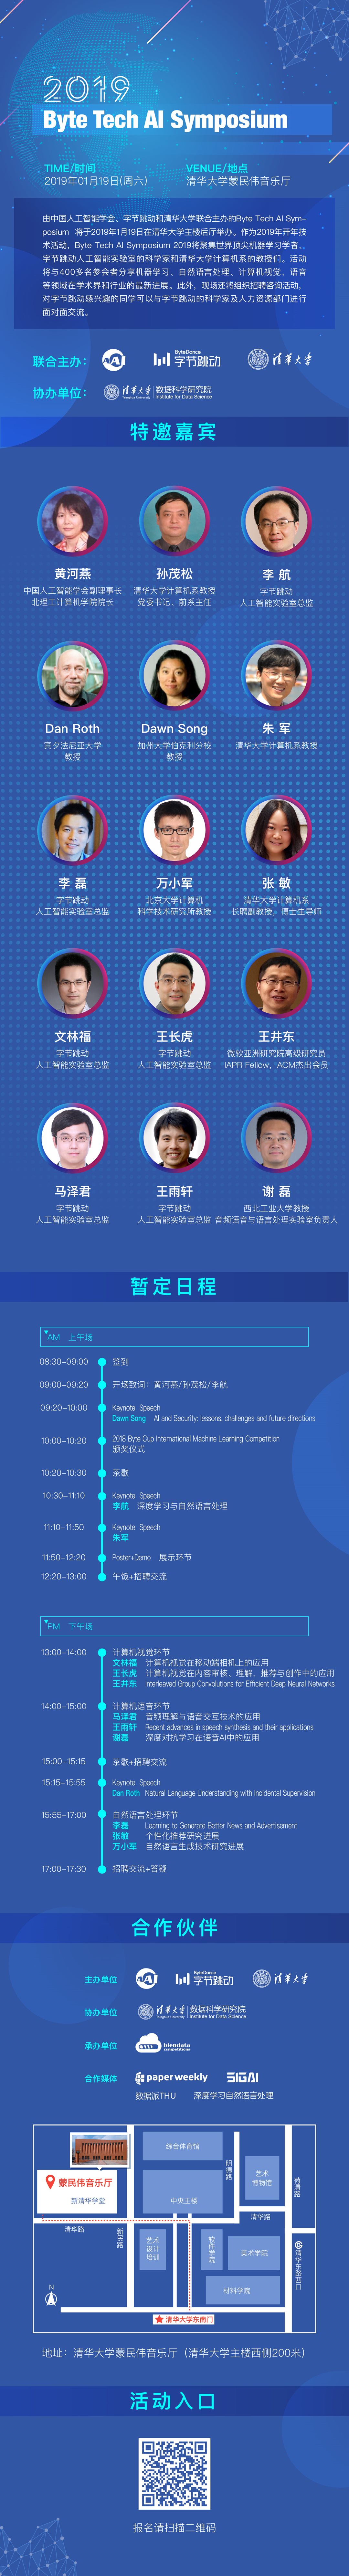 2019
Byte Tech AI Symposium
TIME/时间
2019年01月19日(周六)
VENUE/地点
清华大学蒙民伟音乐厅
由中国人工智能学会、字节跳动和清华大学联合主办的Byte Tech AI Sym-
posium 将于2019年1月19日在清华大学主楼后厅举办。作为2019年开年技
术活动，Byte Tech AI Symposium 2019将聚集世界顶尖机器学习学者、
字节跳动人工智能实验室的科学家和清华大学计算机系的教授们。活动
将与400多名参会者分享机器学习、自然语言处理、计算机视觉、语音
等领域在学术界和行业的最新进展。此外，现场还将组织招聘咨询活动，
对字节跳动感兴趣的同学可以与字节跳动的科学家及人力资源部门进行
面对面交流。
联合主办：
ByteDance
字节跳动
清华大学
协办单位：
清华大学
Tsinghua University
数据科学研究院
Institute for Data Science
特邀嘉宾
黄河燕
中国人工智能学会副理事长
北理工计算机学院院长
孙茂松
清华大学计算机系教授
党委书记、前系主任
李 航
字节跳动
人工智能实验室总监
Dan Roth
宾夕法尼亚大学
教授
Dawn Song
加州大学伯克利分校
教授
朱 军
清华大学计算机系教授
李 磊
字节跳动
人工智能实验室总监
万小军
北京大学计算机
科学技术研究所教授
张 敏
清华大学计算机系
长聘副教授，博士生导师
文林福
字节跳动
人工智能实验室总监
王长虎
字节跳动
人工智能实验室总监
王井东
微软亚洲研究院高级研究员
IAPR Fellow，ACM杰出会员
马泽君
字节跳动
人工智能实验室总监
王雨轩
字节跳动
人工智能实验室总监
谢 磊
西北工业大学教授
音频语音与语言处理实验室负责人
暂定日程
AM 上午场
08:30-09:00 签到
09:00-09:20 开场致词：黄河燕/孙茂松/李航
09:20-10:00 Keynote Speech
Dawn Song AI and Security: lessons, challenges and future directions
10:00-10:20 2018 Byte Cup International Machine Learning Competition
颁奖仪式
10:20-10:30 茶歇
10:30-11:10 Keynote Speech
李航 深度学习与自然语言处理
11:10-11:50 Keynote Speech
朱军
11:50-12:20 Poster+Demo 展示环节
12:20-13:00 午饭+招聘交流
PM 下午场
13:00-14:00 计算机视觉环节
文林福 计算机视觉在移动端相机上的应用
王长虎 计算机视觉在内容审核、理解、推荐与创作中的应用
王井东 Interleaved Group Convolutions for Efficient Deep Neural Networks
14:00-15:00 计算机语音环节
马泽君 音频理解与语音交互技术的应用
王雨轩 Recent advances in speech synthesis and their applications
谢磊 深度对抗学习在语音AI中的应用
15:00-15:15 茶歇+招聘交流
15:15-15:55 Keynote Speech
Dan Roth Natural Language Understanding with Incidental Supervision
15:55-17:00 自然语言处理环节
李磊 Learning to Generate Better News and Advertisement
张敏 个性化推荐研究进展
万小军 自然语言生成技术研究进展
17:00-17:30 招聘交流+答疑
合作伙伴
主办单位
ByteDance
字节跳动
清华大学
协办单位
清华大学
Tsinghua University
数据科学研究院
Institute for Data Science
承办单位
biendata
competitions
合作媒体
paperweekly
SIGAI
数据派THU 深度学习自然语言处理
综合体育馆
明德路
艺术
博物馆
荷清路
蒙民伟音乐厅
新清华学堂
中央主楼
清华路
清华路
新民路
艺术
设计
培训
软件学院
美术学院
材料学院
清华东路西口
N
清华大学东南门
地址：清华大学蒙民伟音乐厅（清华大学主楼西侧200米）
活动入口
报名请扫描二维码